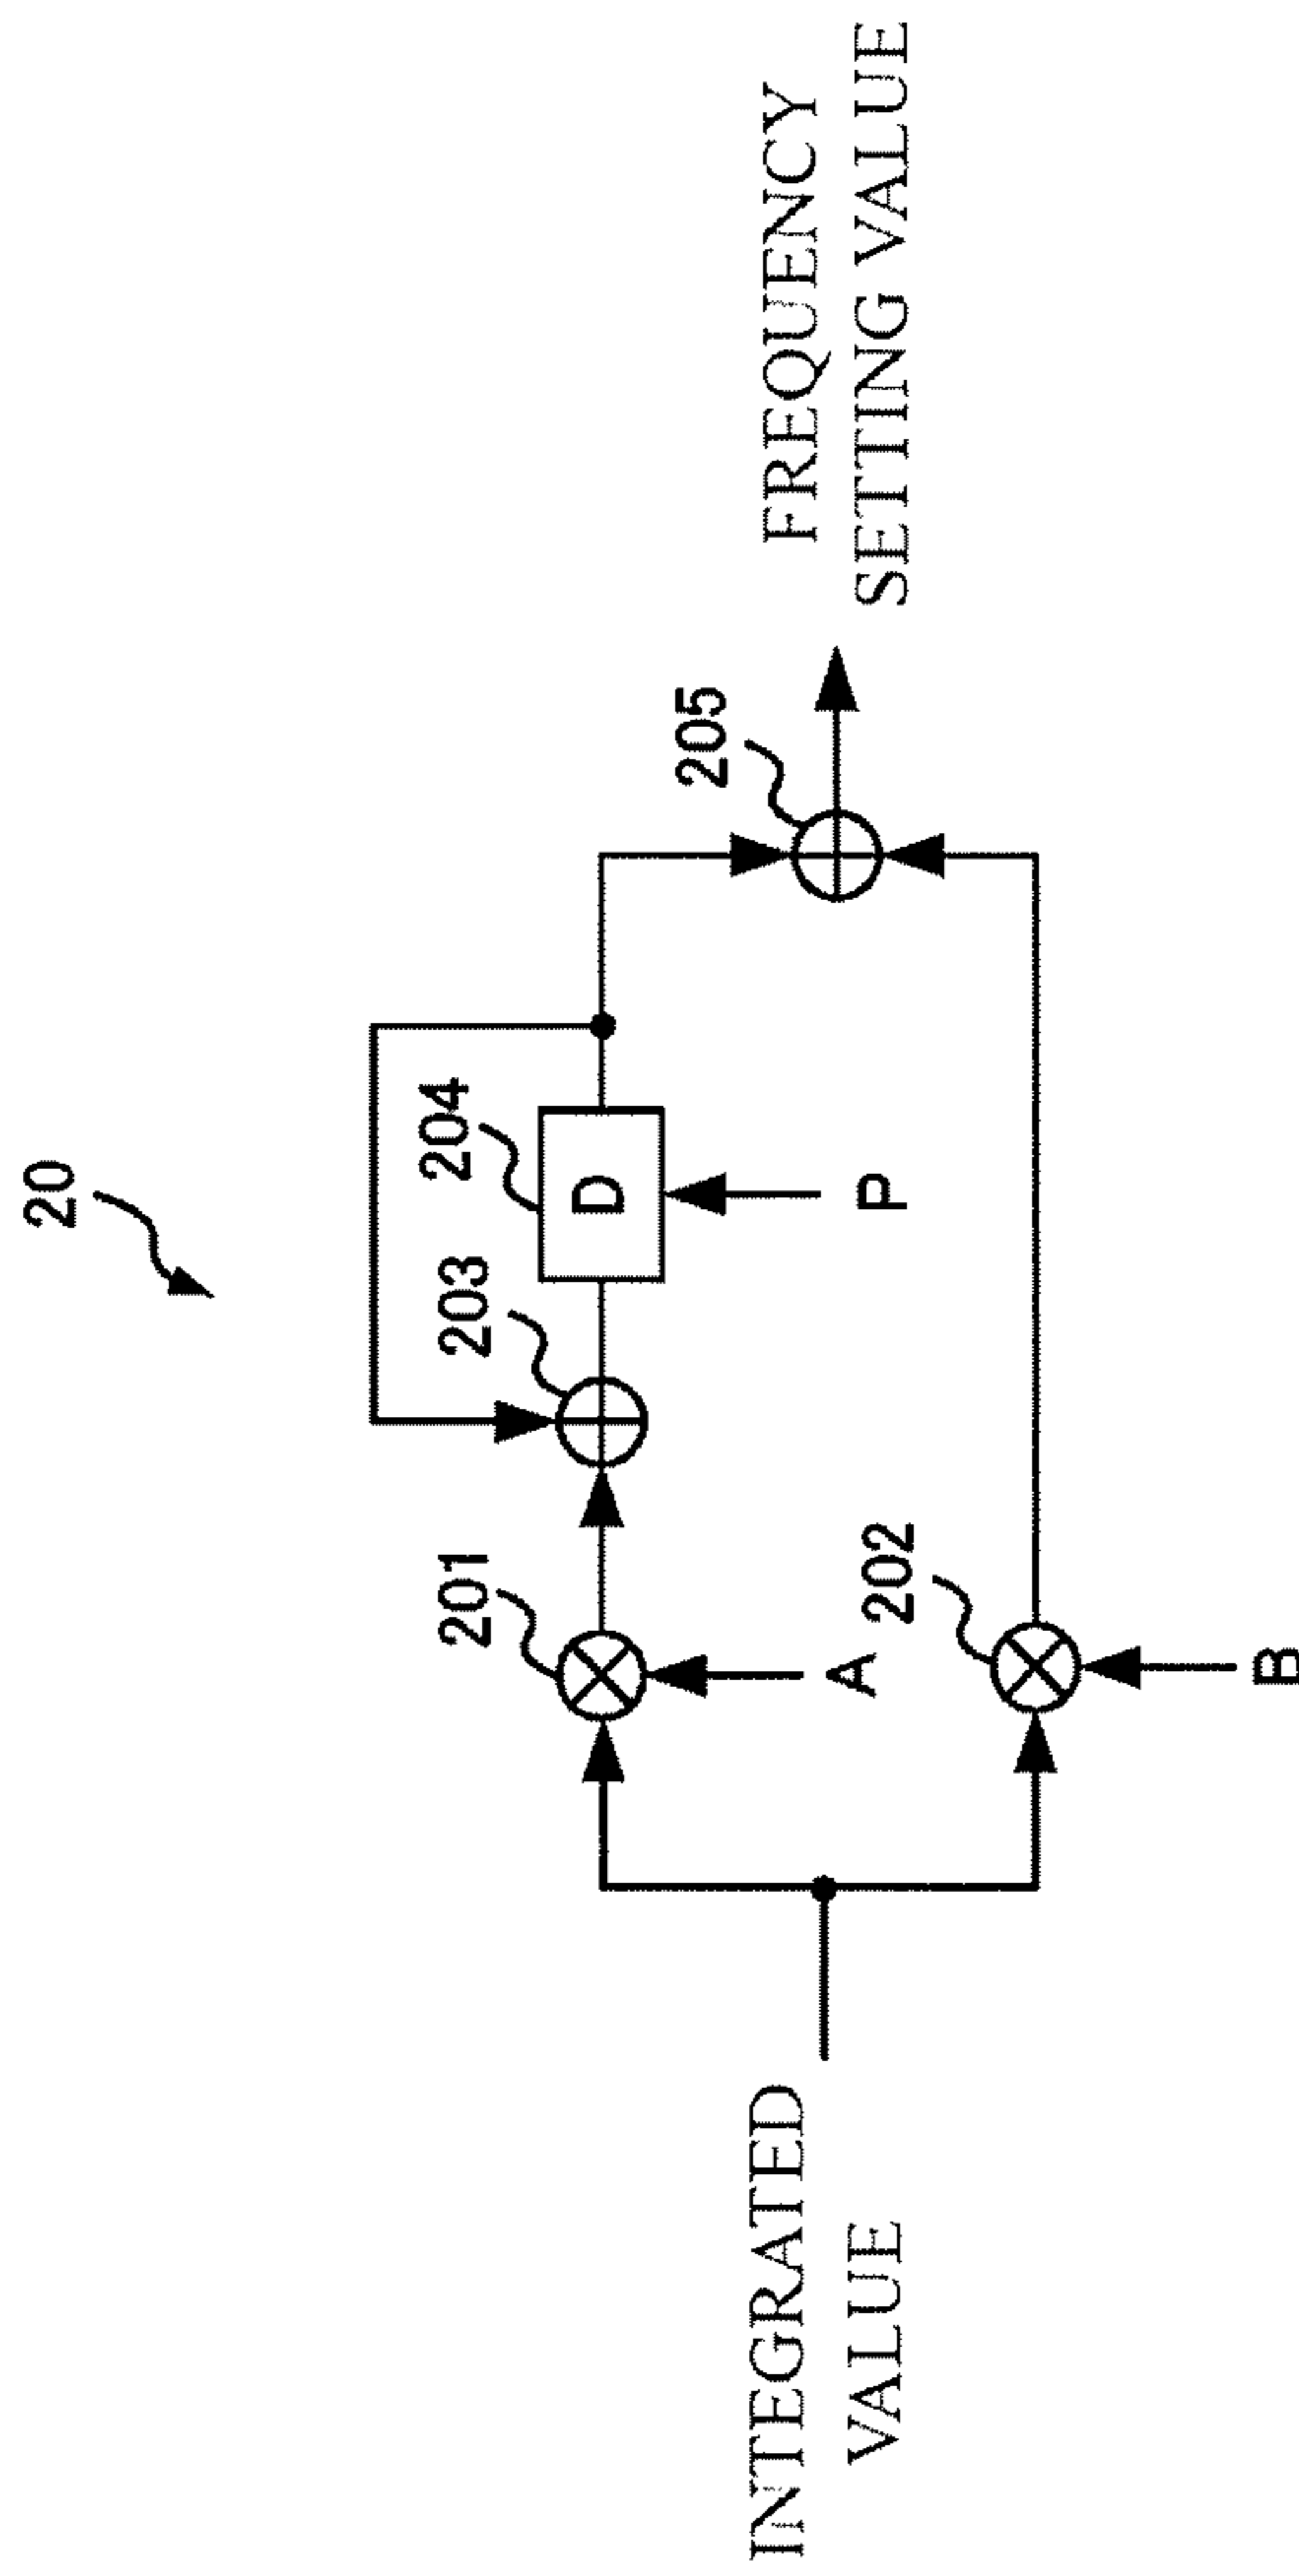 20
INTEGRATED
VALUE
201
A
202
B
203
204
D
P
205
FREQUENCY
SETTING VALUE